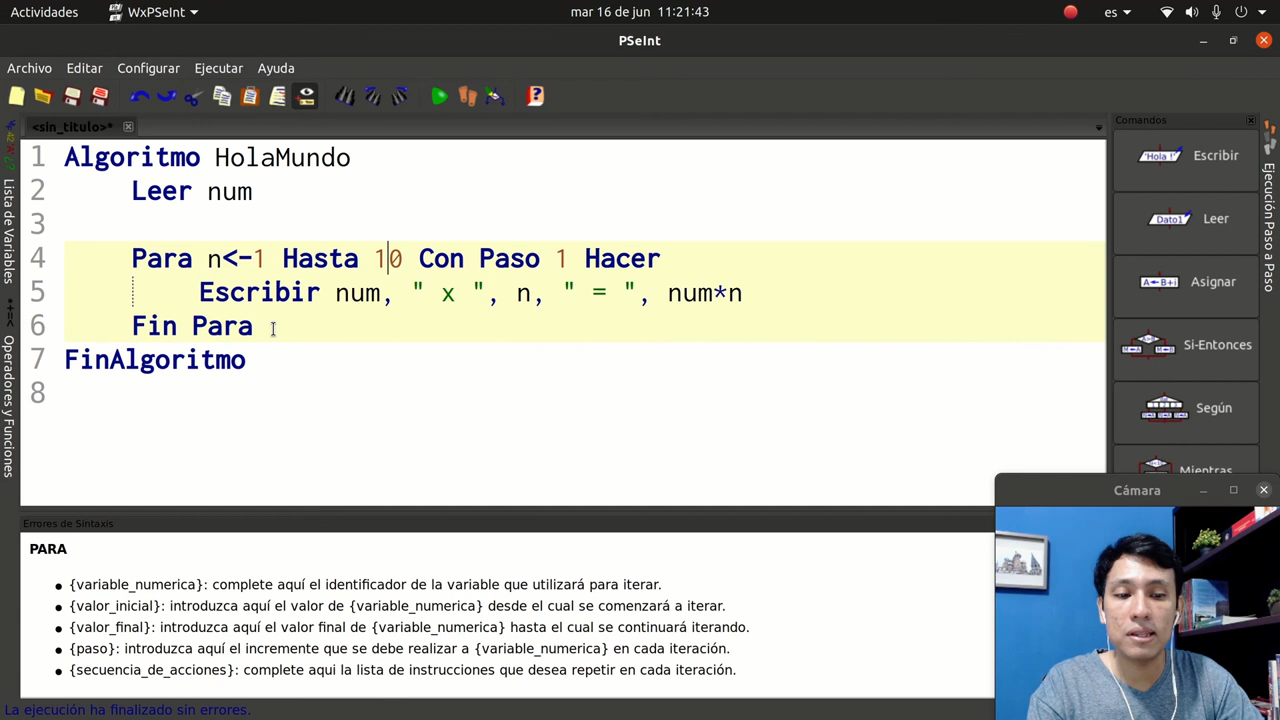 Actividades
WxPSeInt
mar 16 de jun 11:21:43
es
PSeInt
Archivo Editar Configurar Ejecutar Ayuda
<sin_titulo>*
Comandos
Lista de Variables
Operadores y Funciones
1 Algoritmo HolaMundo
2 Leer num
3
4 Para n<-1 Hasta 10 Con Paso 1 Hacer
5 Escribir num, " x ", n, " = ", num*n
6 Fin Para
7 FinAlgoritmo
8
'Hola !' Escribir
Dato1 Leer
A←B+i Asignar
Si-Entonces
Según
Mientras
Ejecución Paso a Paso
Errores de Sintaxis
PARA
• {variable_numerica}: complete aquí el identificador de la variable que utilizará para iterar.
• {valor_inicial}: introduzca aquí el valor de {variable_numerica} desde el cual se comenzará a iterar.
• {valor_final}: introduzca aquí el valor final de {variable_numerica} hasta el cual se continuará iterando.
• {paso}: introduzca aquí el incremento que se debe realizar a {variable_numerica} en cada iteración.
• {secuencia_de_acciones}: complete aqui la lista de instrucciones que desea repetir en cada iteración.
La ejecución ha finalizado sin errores.
Cámara